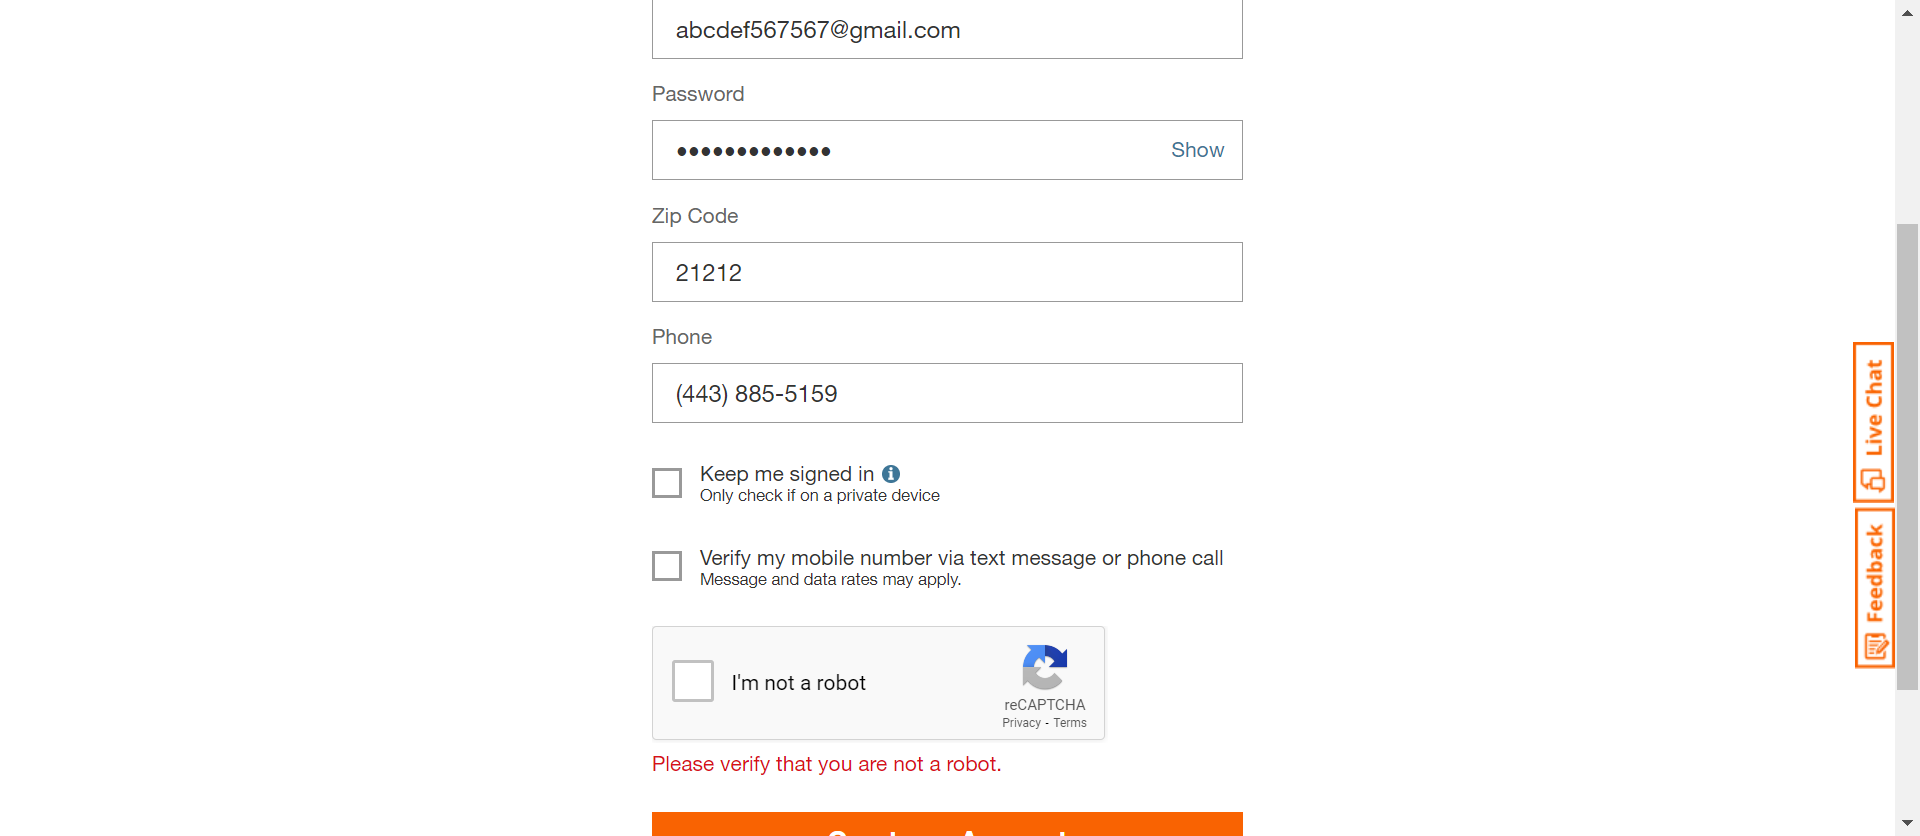 abcdef567567@gmail.com
Password
•••••••••••••
Show
Zip Code
21212
Phone
(443) 885-5159
Keep me signed in
Only check if on a private device
Verify my mobile number via text message or phone call
Message and data rates may apply.
I'm not a robot
reCAPTCHA
Privacy - Terms
Please verify that you are not a robot.
Live Chat
Feedback